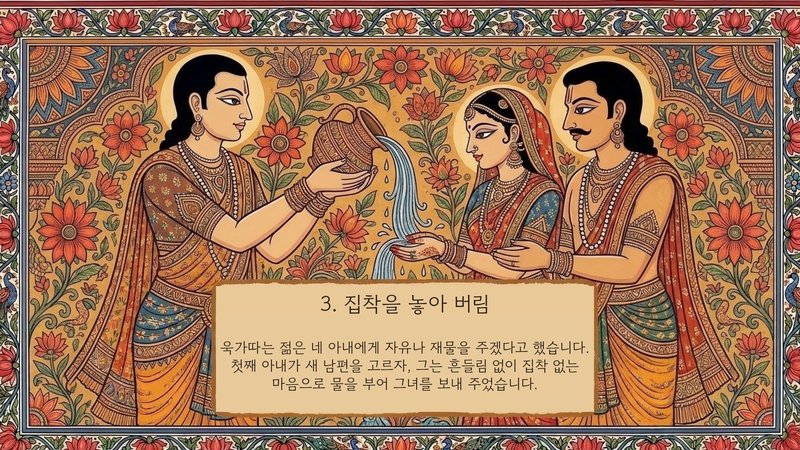 3. 집착을 놓아 버림
욱가따는 젊은 네 아내에게 자유나 재물을 주겠다고 했습니다.
첫째 아내가 새 남편을 고르자, 그는 흔들림 없이 집착 없는
마음으로 물을 부어 그녀를 보내 주었습니다.